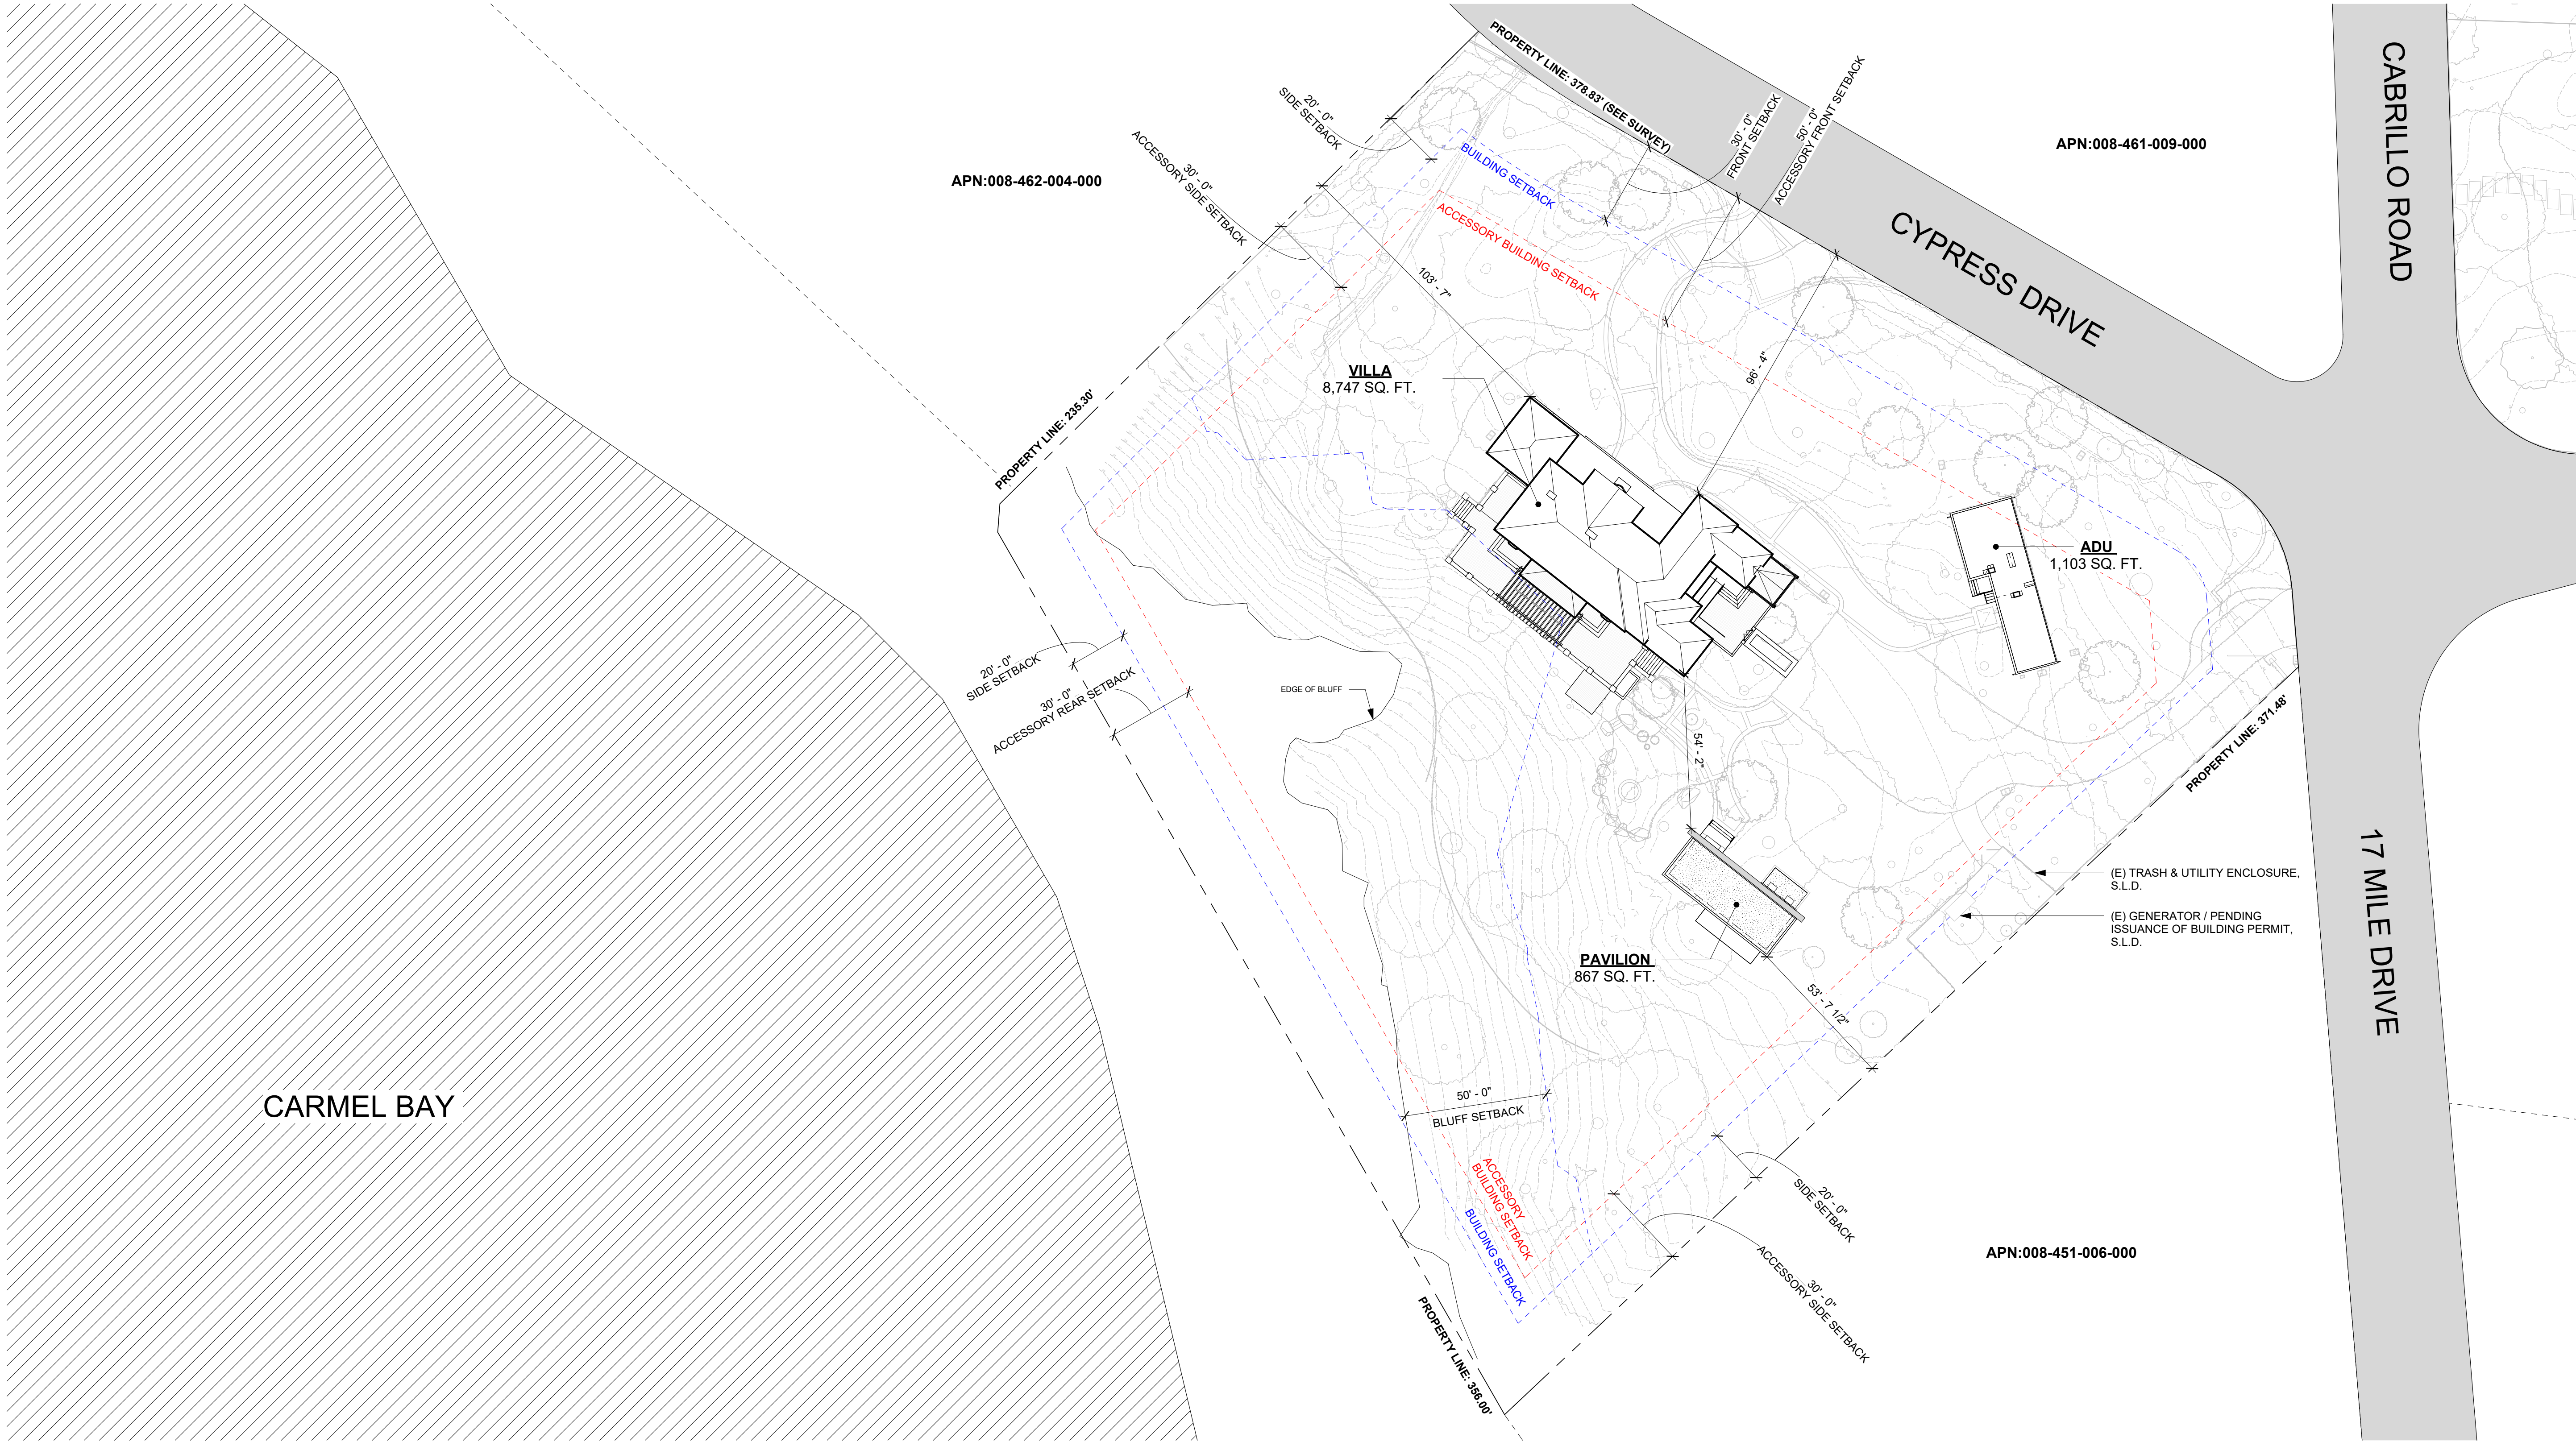 PROPERTY LINE: 378.83' (SEE SURVEY)
CABRILLO ROAD
20' - 0"
SIDE SETBACK
30' - 0"
FRONT SETBACK
50' - 0"
ACCESSORY FRONT SETBACK
APN:008-461-009-000
APN:008-462-004-000
30' - 0"
ACCESSORY SIDE SETBACK
BUILDING SETBACK
ACCESSORY BUILDING SETBACK
CYPRESS DRIVE
103' - 7"
96' - 4"
VILLA
8,747 SQ. FT.
PROPERTY LINE: 235.30'
ADU
1,103 SQ. FT.
20' - 0"
SIDE SETBACK
30' - 0"
ACCESSORY REAR SETBACK
EDGE OF BLUFF
54' - 2"
PROPERTY LINE: 371.48'
(E) TRASH & UTILITY ENCLOSURE,
S.L.D.
(E) GENERATOR / PENDING
ISSUANCE OF BUILDING PERMIT,
S.L.D.
17 MILE DRIVE
PAVILION
867 SQ. FT.
53' - 7 1/2"
CARMEL BAY
50' - 0"
BLUFF SETBACK
ACCESSORY
BUILDING SETBACK
BUILDING SETBACK
20' - 0"
SIDE SETBACK
30' - 0"
ACCESSORY SIDE SETBACK
APN:008-451-006-000
PROPERTY LINE: 356.00'